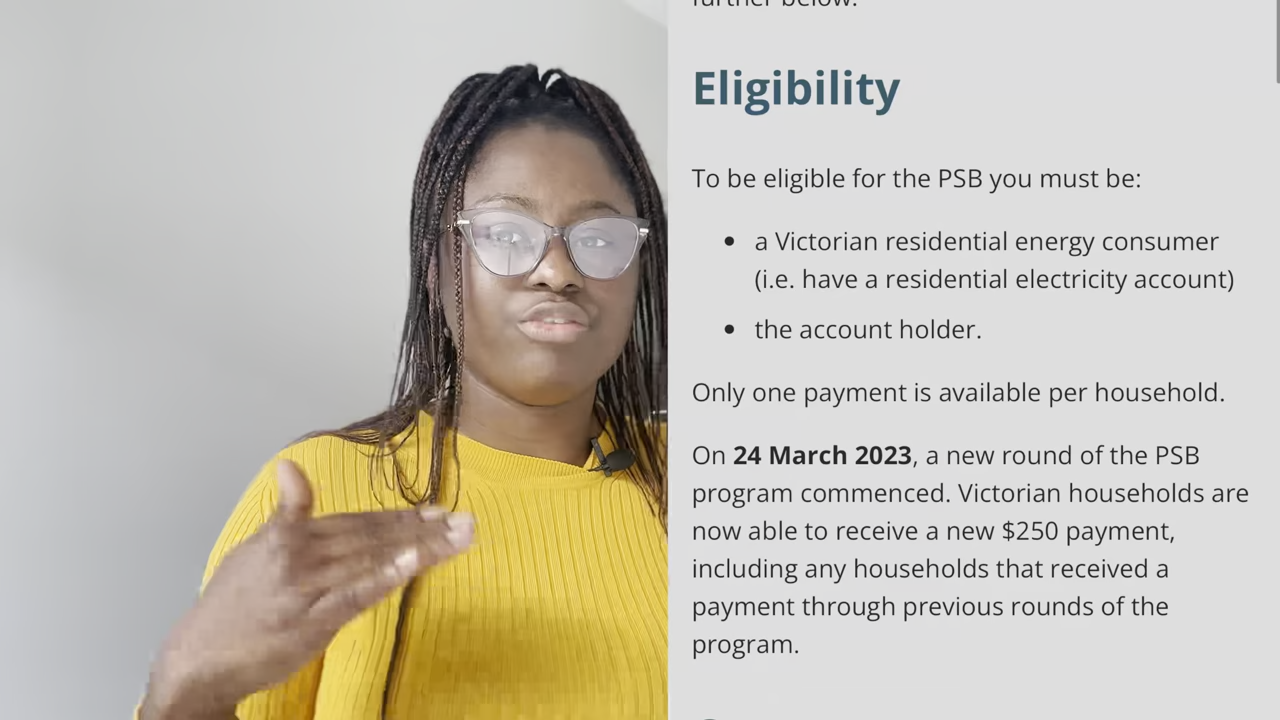 further below.
Eligibility
To be eligible for the PSB you must be:
• a Victorian residential energy consumer
(i.e. have a residential electricity account)
• the account holder.
Only one payment is available per household.
On 24 March 2023, a new round of the PSB
program commenced. Victorian households are
now able to receive a new $250 payment,
including any households that received a
payment through previous rounds of the
program.